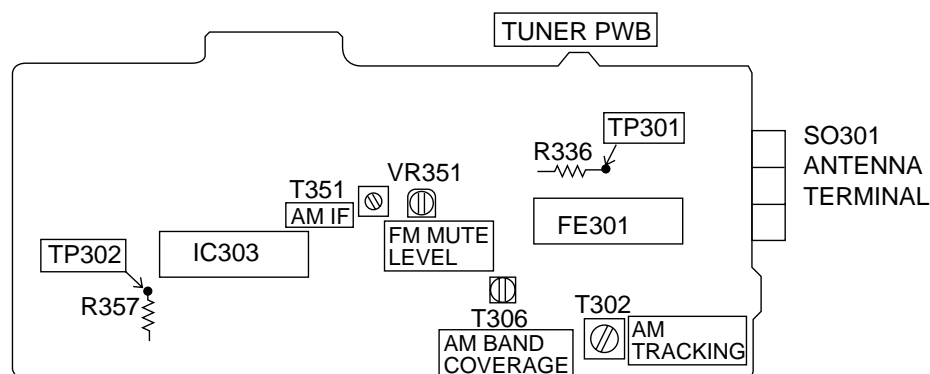 TUNER PWB
TP301
SO301
ANTENNA
TERMINAL
R336
T351
VR351
AM IF
FE301
FM MUTE
LEVEL
IC303
TP302
R357
T306
T302
AM BAND
COVERAGE
AM
TRACKING